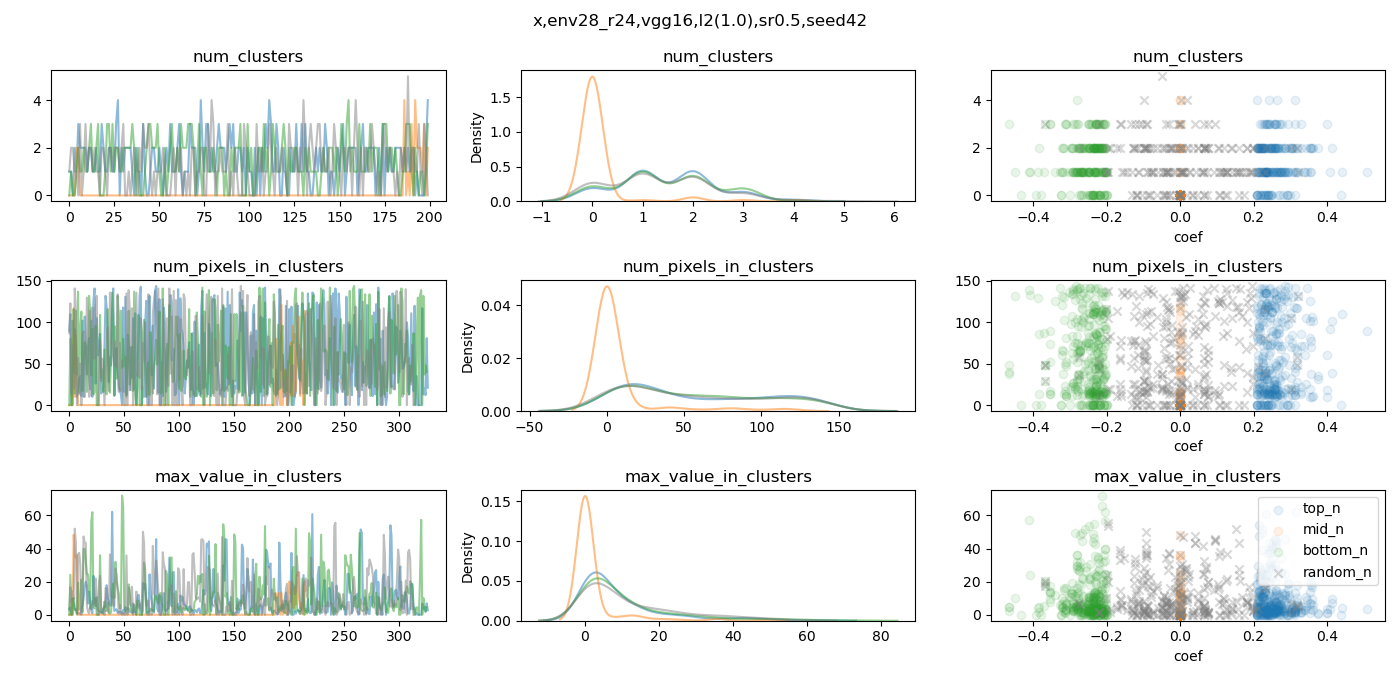 x,env28_r24,vgg16,l2(1.0),sr0.5,seed42
num_clusters
num_clusters
num_clusters
4
2
0
0 25 50 75 100 125 150 175 200
Density
1.5
1.0
0.5
0.0
−1 0 1 2 3 4 5 6
4
2
0
−0.4 −0.2 0.0 0.2 0.4
coef
num_pixels_in_clusters
num_pixels_in_clusters
num_pixels_in_clusters
150
100
50
0
0 50 100 150 200 250 300
Density
0.04
0.02
0.00
−50 0 50 100 150
150
100
50
0
−0.4 −0.2 0.0 0.2 0.4
coef
max_value_in_clusters
max_value_in_clusters
max_value_in_clusters
60
40
20
0
0 50 100 150 200 250 300
Density
0.15
0.10
0.05
0.00
0 20 40 60 80
60
40
20
0
−0.4 −0.2 0.0 0.2 0.4
coef
top_n
mid_n
bottom_n
random_n